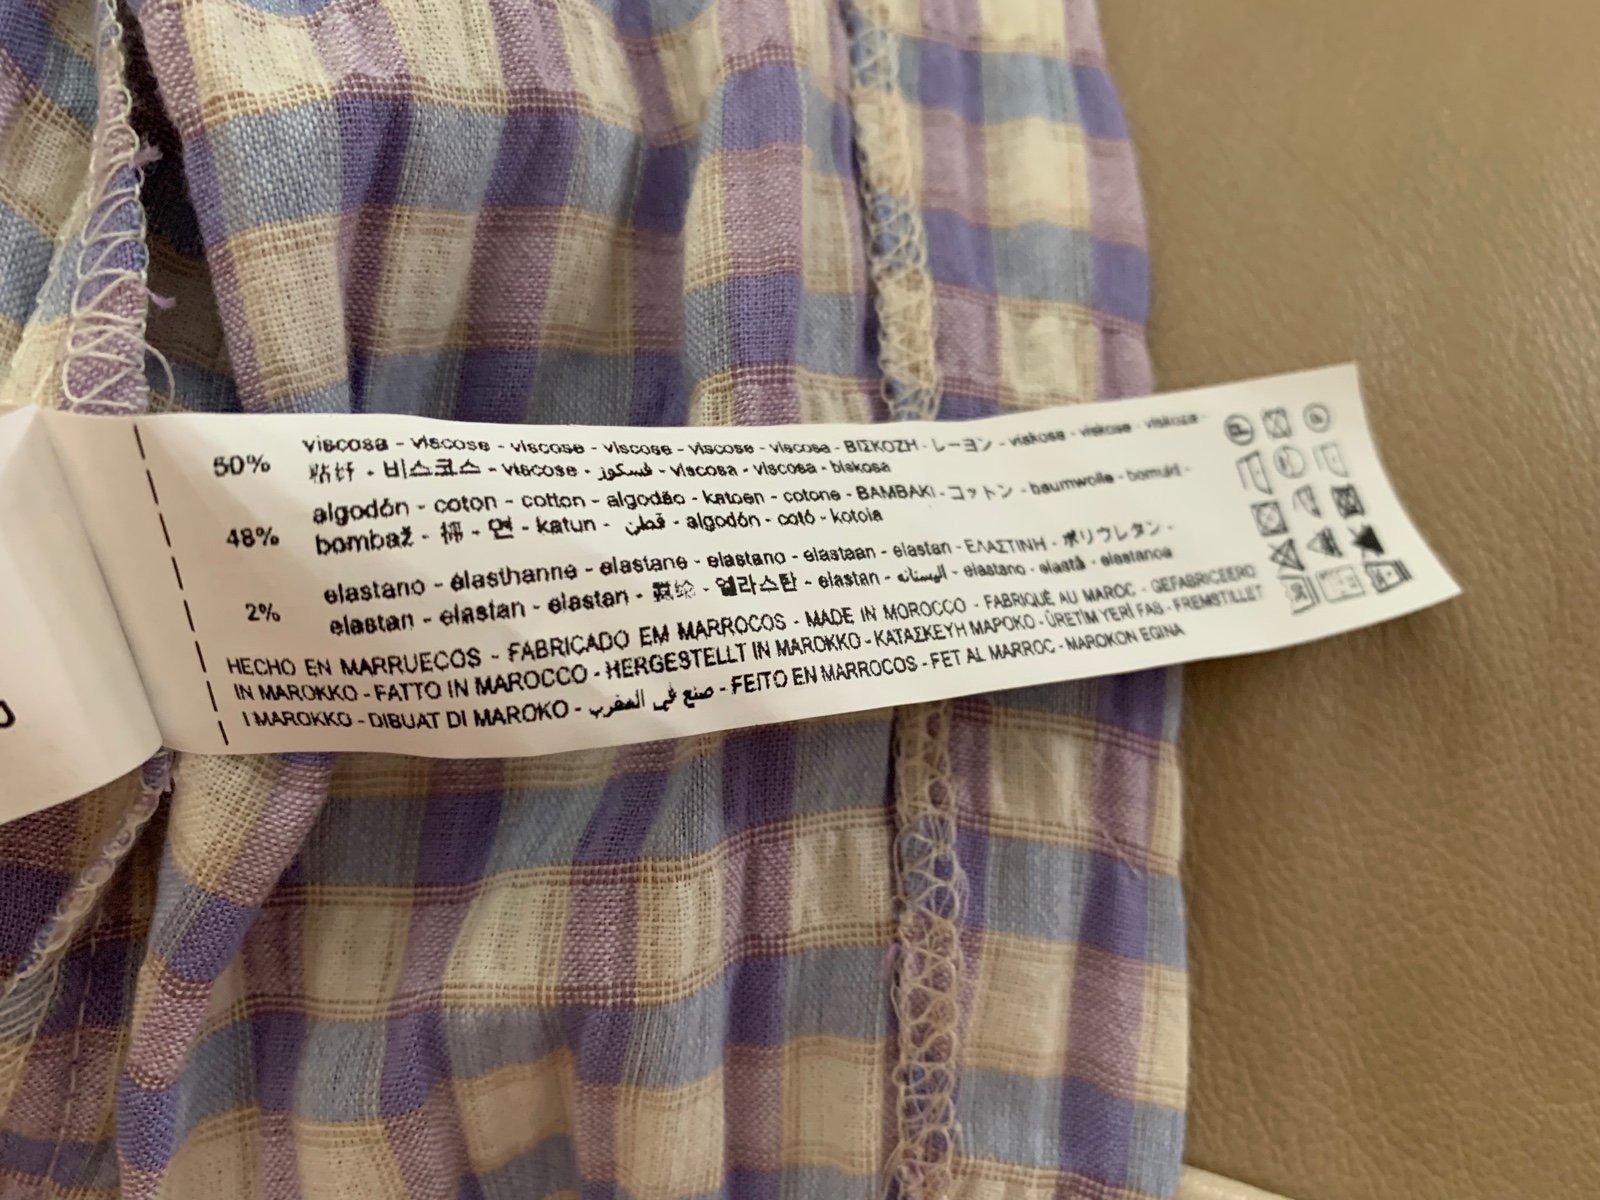 50% viscosa - viscose - viscose - viscose - viscose - viscosa - ΒΙΣΚΟΖΗ - レーヨン - viskose - viskose - viskoza -
粘纤 - 비스코스 - viscose - فسكوز - viscosa - viscosa - biskosa
48% algodón - coton - cotton - algodão - katoen - cotone - BAMBAKI - コットン - baumwolle - bomuld -
bombaž - 棉 - 면 - katun - قطن - algodón - cotó - kotoia
2% elastano - élasthanne - elastane - elastano - elastaan - elastan - ΕΛΑΣΤΙΝΗ - ポリウレタン -
elastan - elastan - elastan - 氨纶 - 엘라스탄 - elastan - اليستانه - elastano - elastà - elastanoa
HECHO EN MARRUECOS - FABRICADO EM MARROCOS - MADE IN MOROCCO - FABRIQUÉ AU MAROC - GEFABRICEERD
IN MAROKKO - FATTO IN MAROCCO - HERGESTELLT IN MAROKKO - ΚΑΤΑΣΚΕΥΗ ΜΑΡΟΚΟ - ÜRETİM YERİ FAS - FREMSTILLET
I MAROKKO - DIBUAT DI MAROKO - صنع في المغرب - FEITO EN MARROCOS - FET AL MARROC - MAROKON EGINA